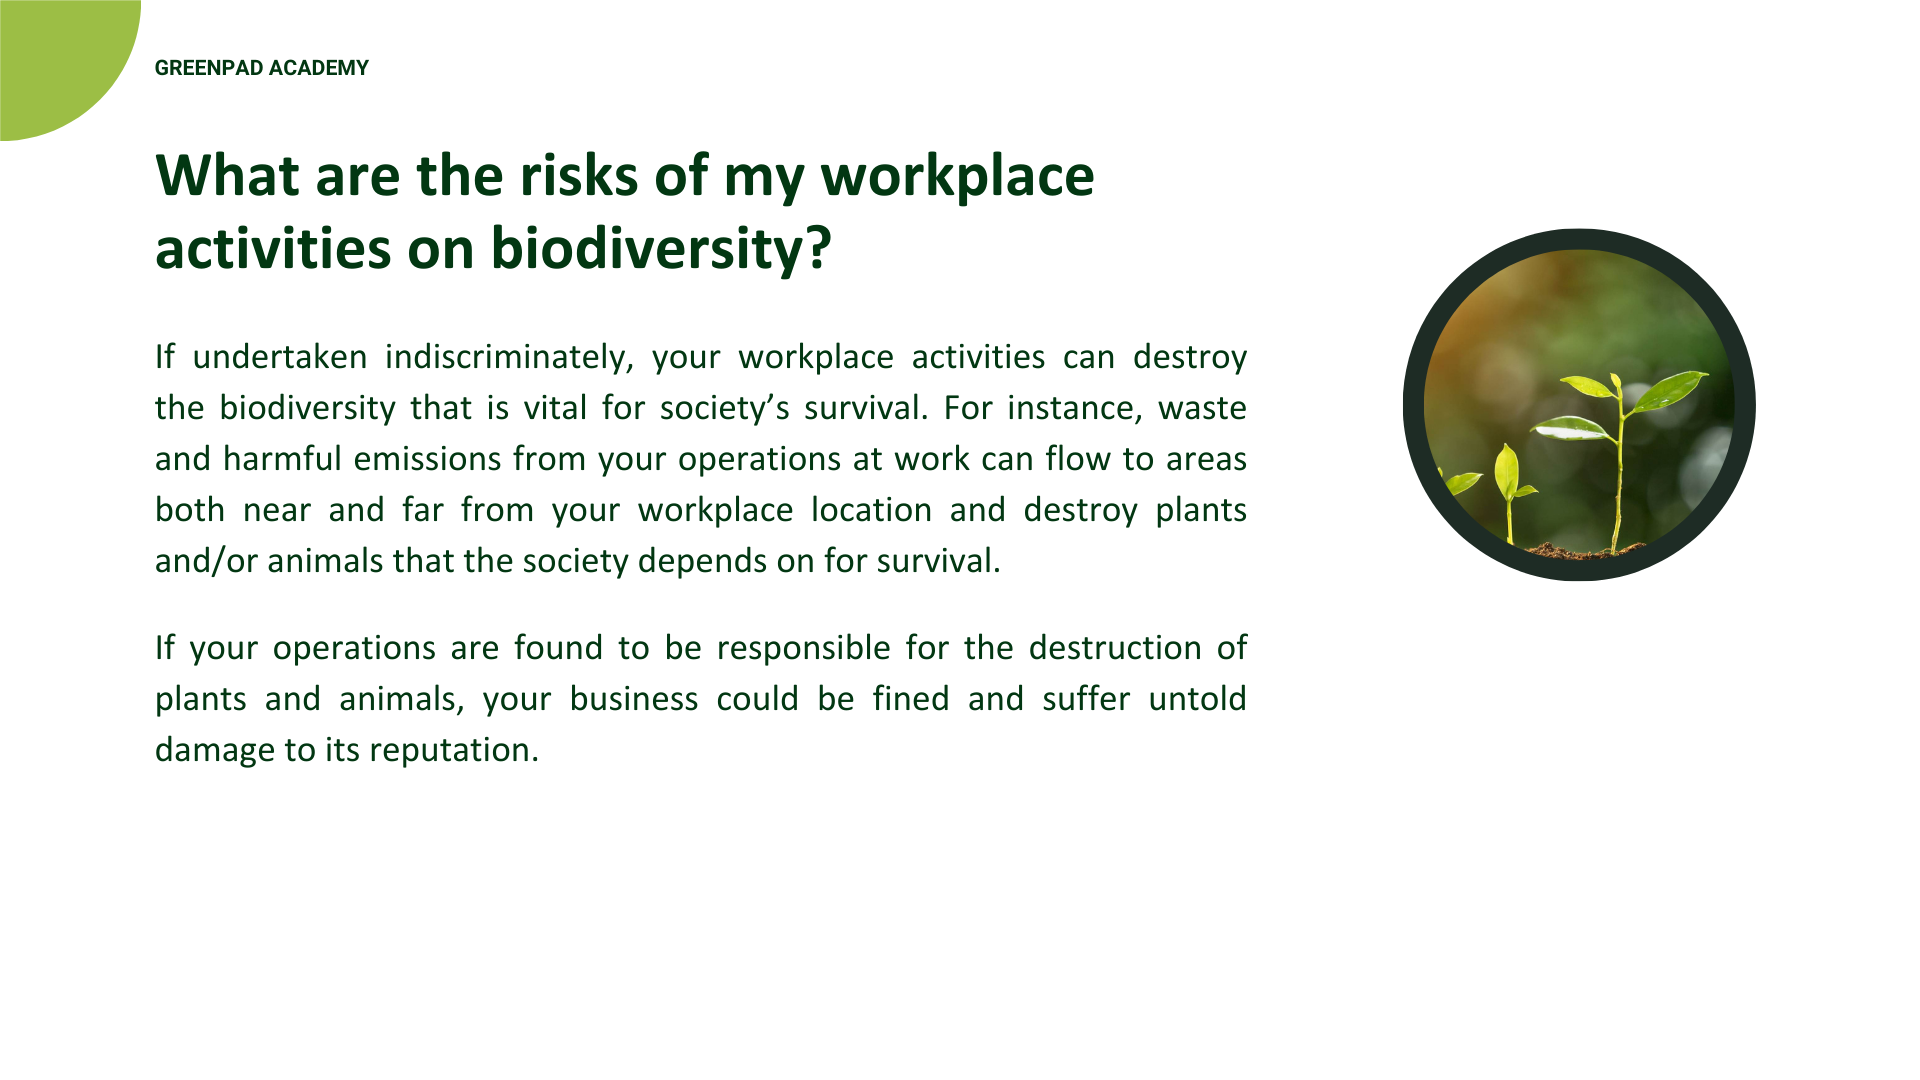 GREENPAD ACADEMY
What are the risks of my workplace
activities on biodiversity?
If undertaken indiscriminately, your workplace activities can destroy
the biodiversity that is vital for society’s survival. For instance, waste
and harmful emissions from your operations at work can flow to areas
both near and far from your workplace location and destroy plants
and/or animals that the society depends on for survival.
If your operations are found to be responsible for the destruction of
plants and animals, your business could be fined and suffer untold
damage to its reputation.